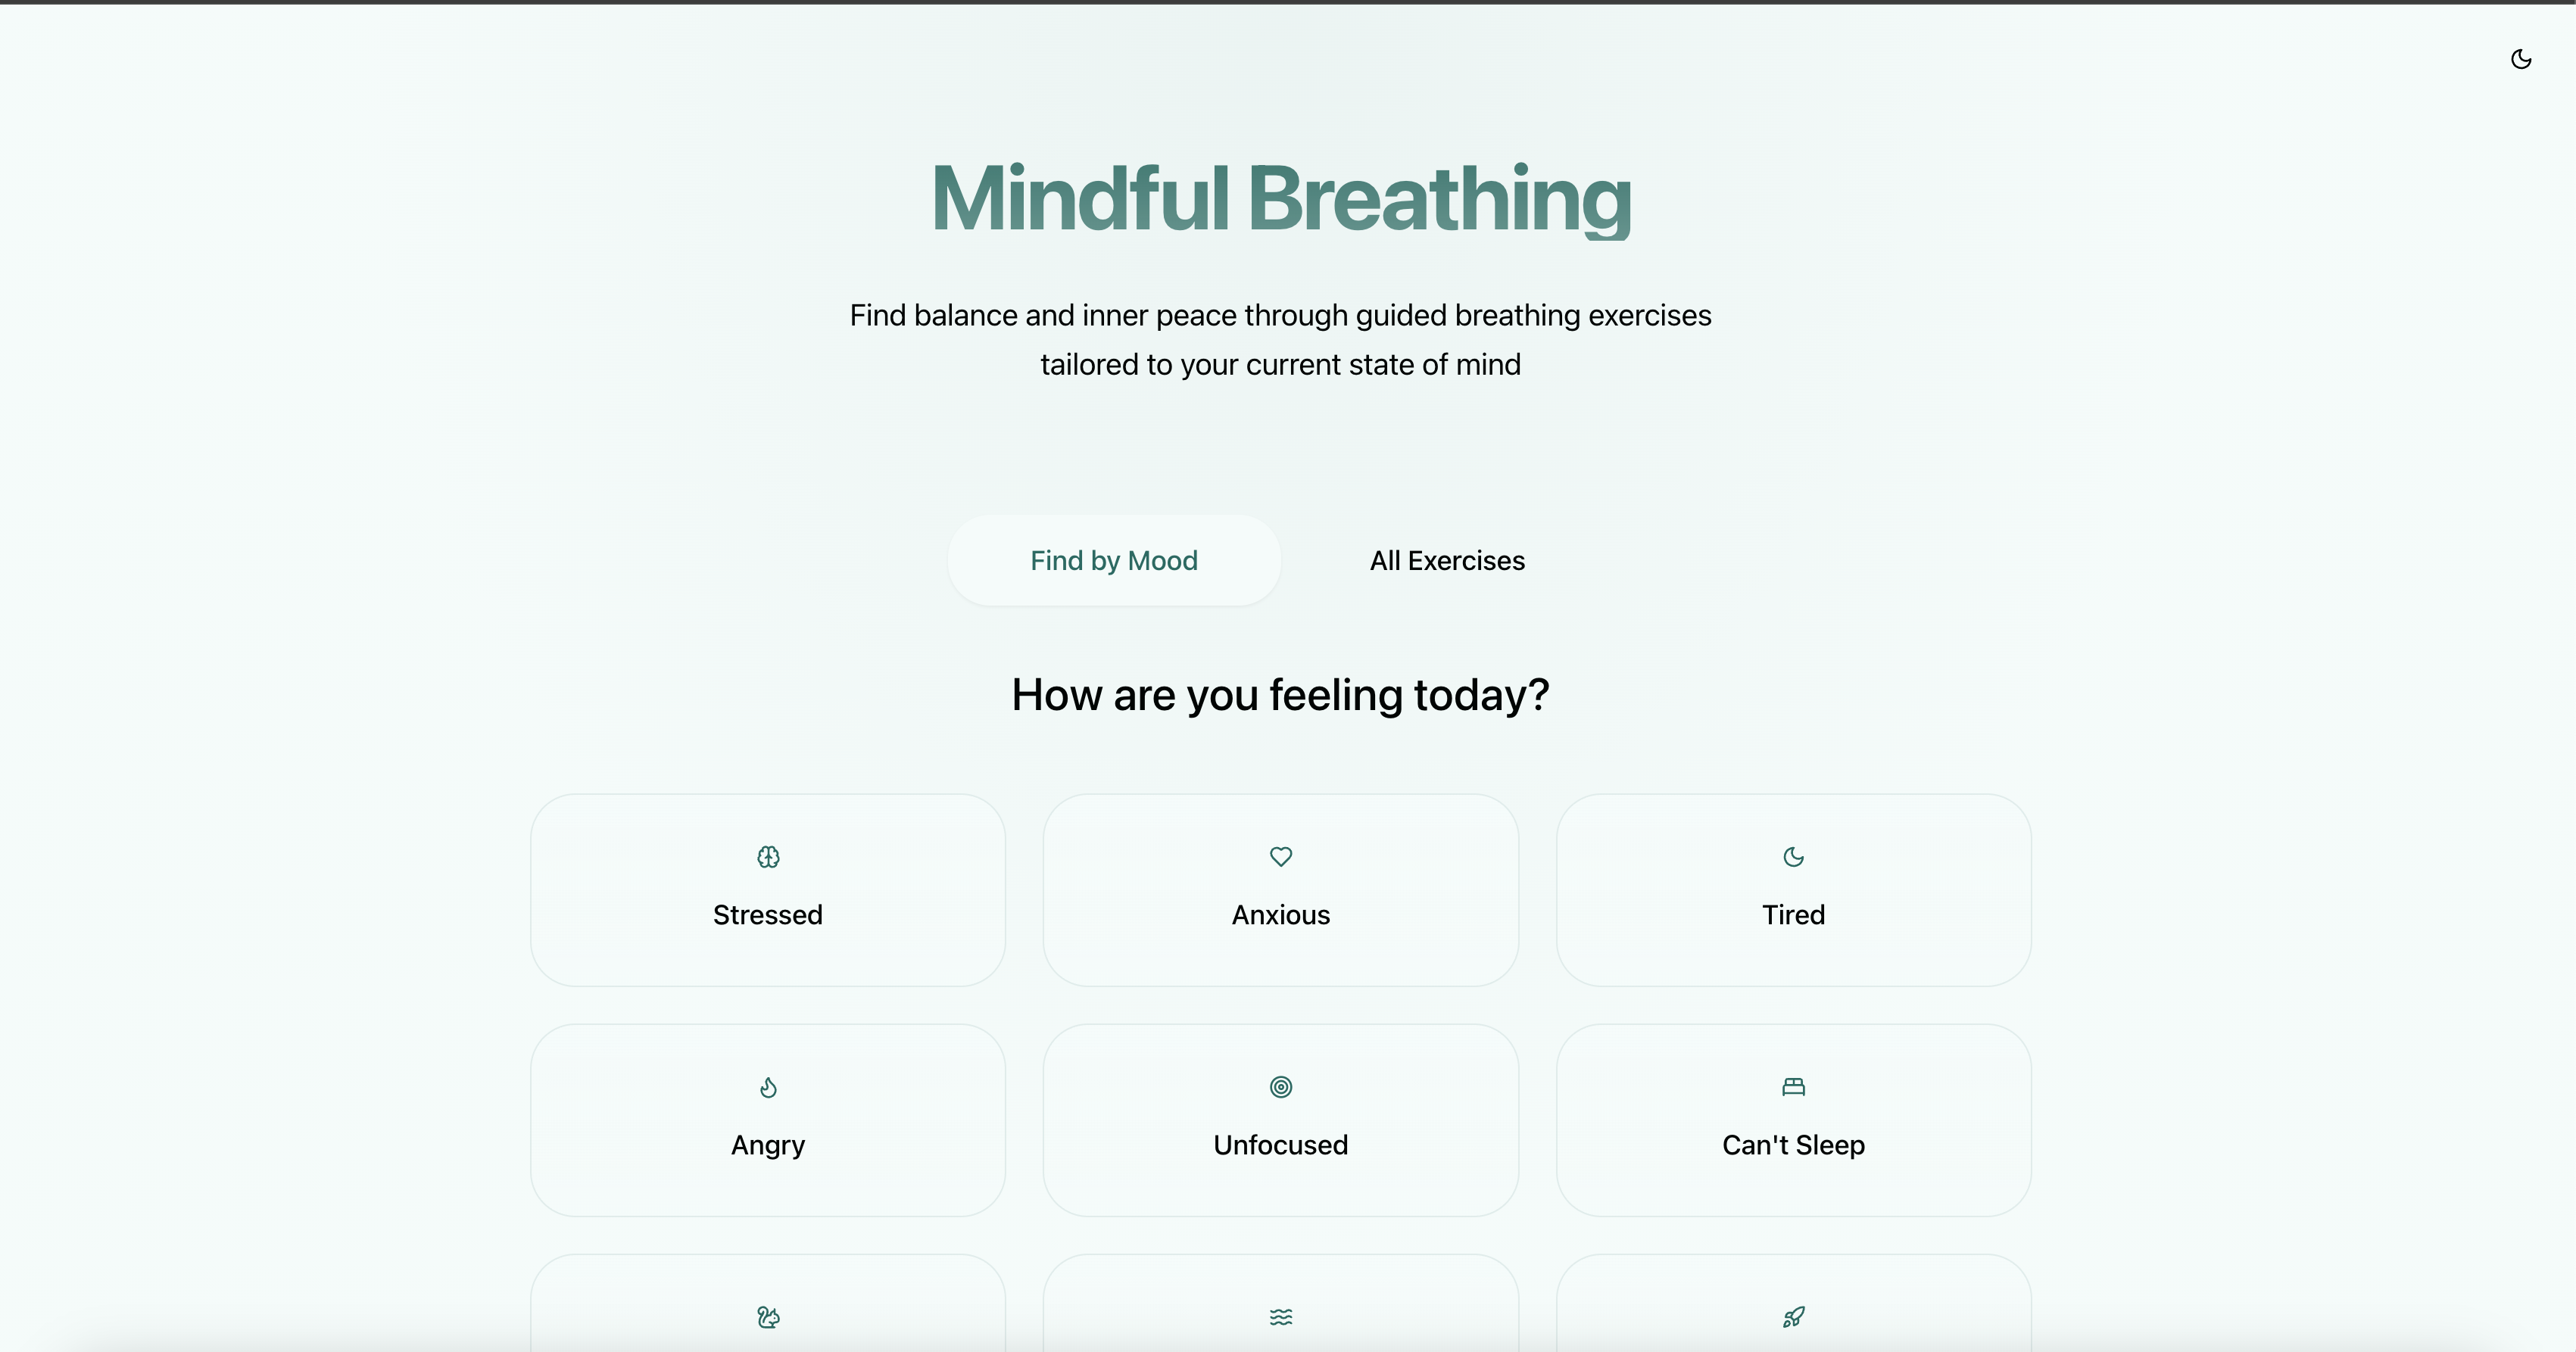 Mindful Breathing
Find balance and inner peace through guided breathing exercises
tailored to your current state of mind
Find by Mood
All Exercises
How are you feeling today?
Stressed
Anxious
Tired
Angry
Unfocused
Can't Sleep